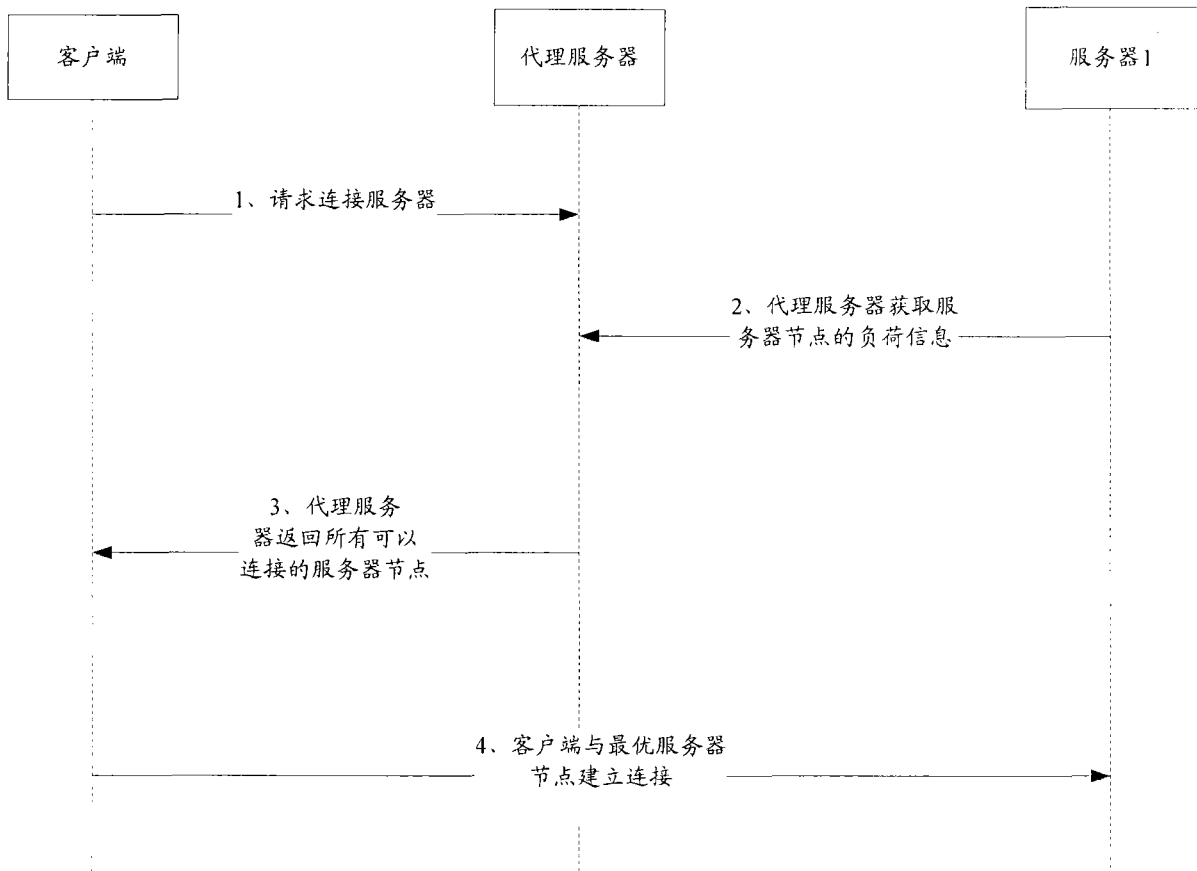 客户端
代理服务器
服务器1
1、请求连接服务器
2、代理服务器获取服
务器节点的负荷信息
3、代理服务
器返回所有可以
连接的服务器节点
4、客户端与最优服务器
节点建立连接